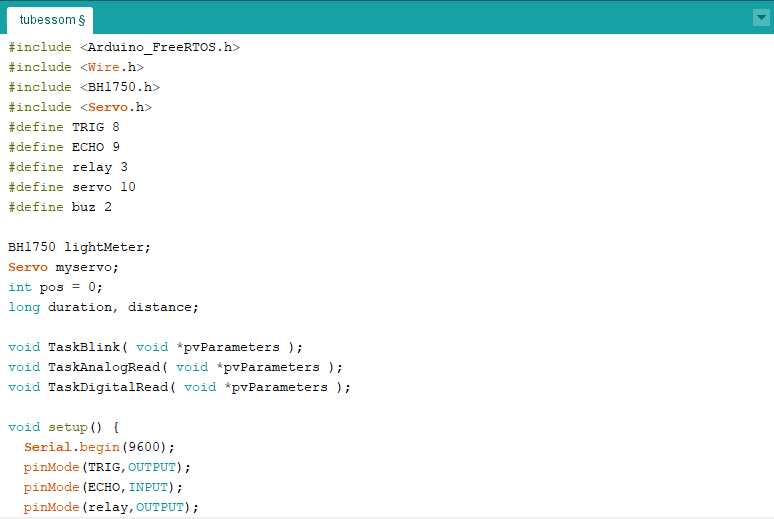 tubessom §
#include <Arduino_FreeRTOS.h>
#include <Wire.h>
#include <BH1750.h>
#include <Servo.h>
#define TRIG 8
#define ECHO 9
#define relay 3
#define servo 10
#define buz 2

BH1750 lightMeter;
Servo myservo;
int pos = 0;
long duration, distance;

void TaskBlink( void *pvParameters );
void TaskAnalogRead( void *pvParameters );
void TaskDigitalRead( void *pvParameters );

void setup() {
  Serial.begin(9600);
  pinMode(TRIG,OUTPUT);
  pinMode(ECHO,INPUT);
  pinMode(relay,OUTPUT);